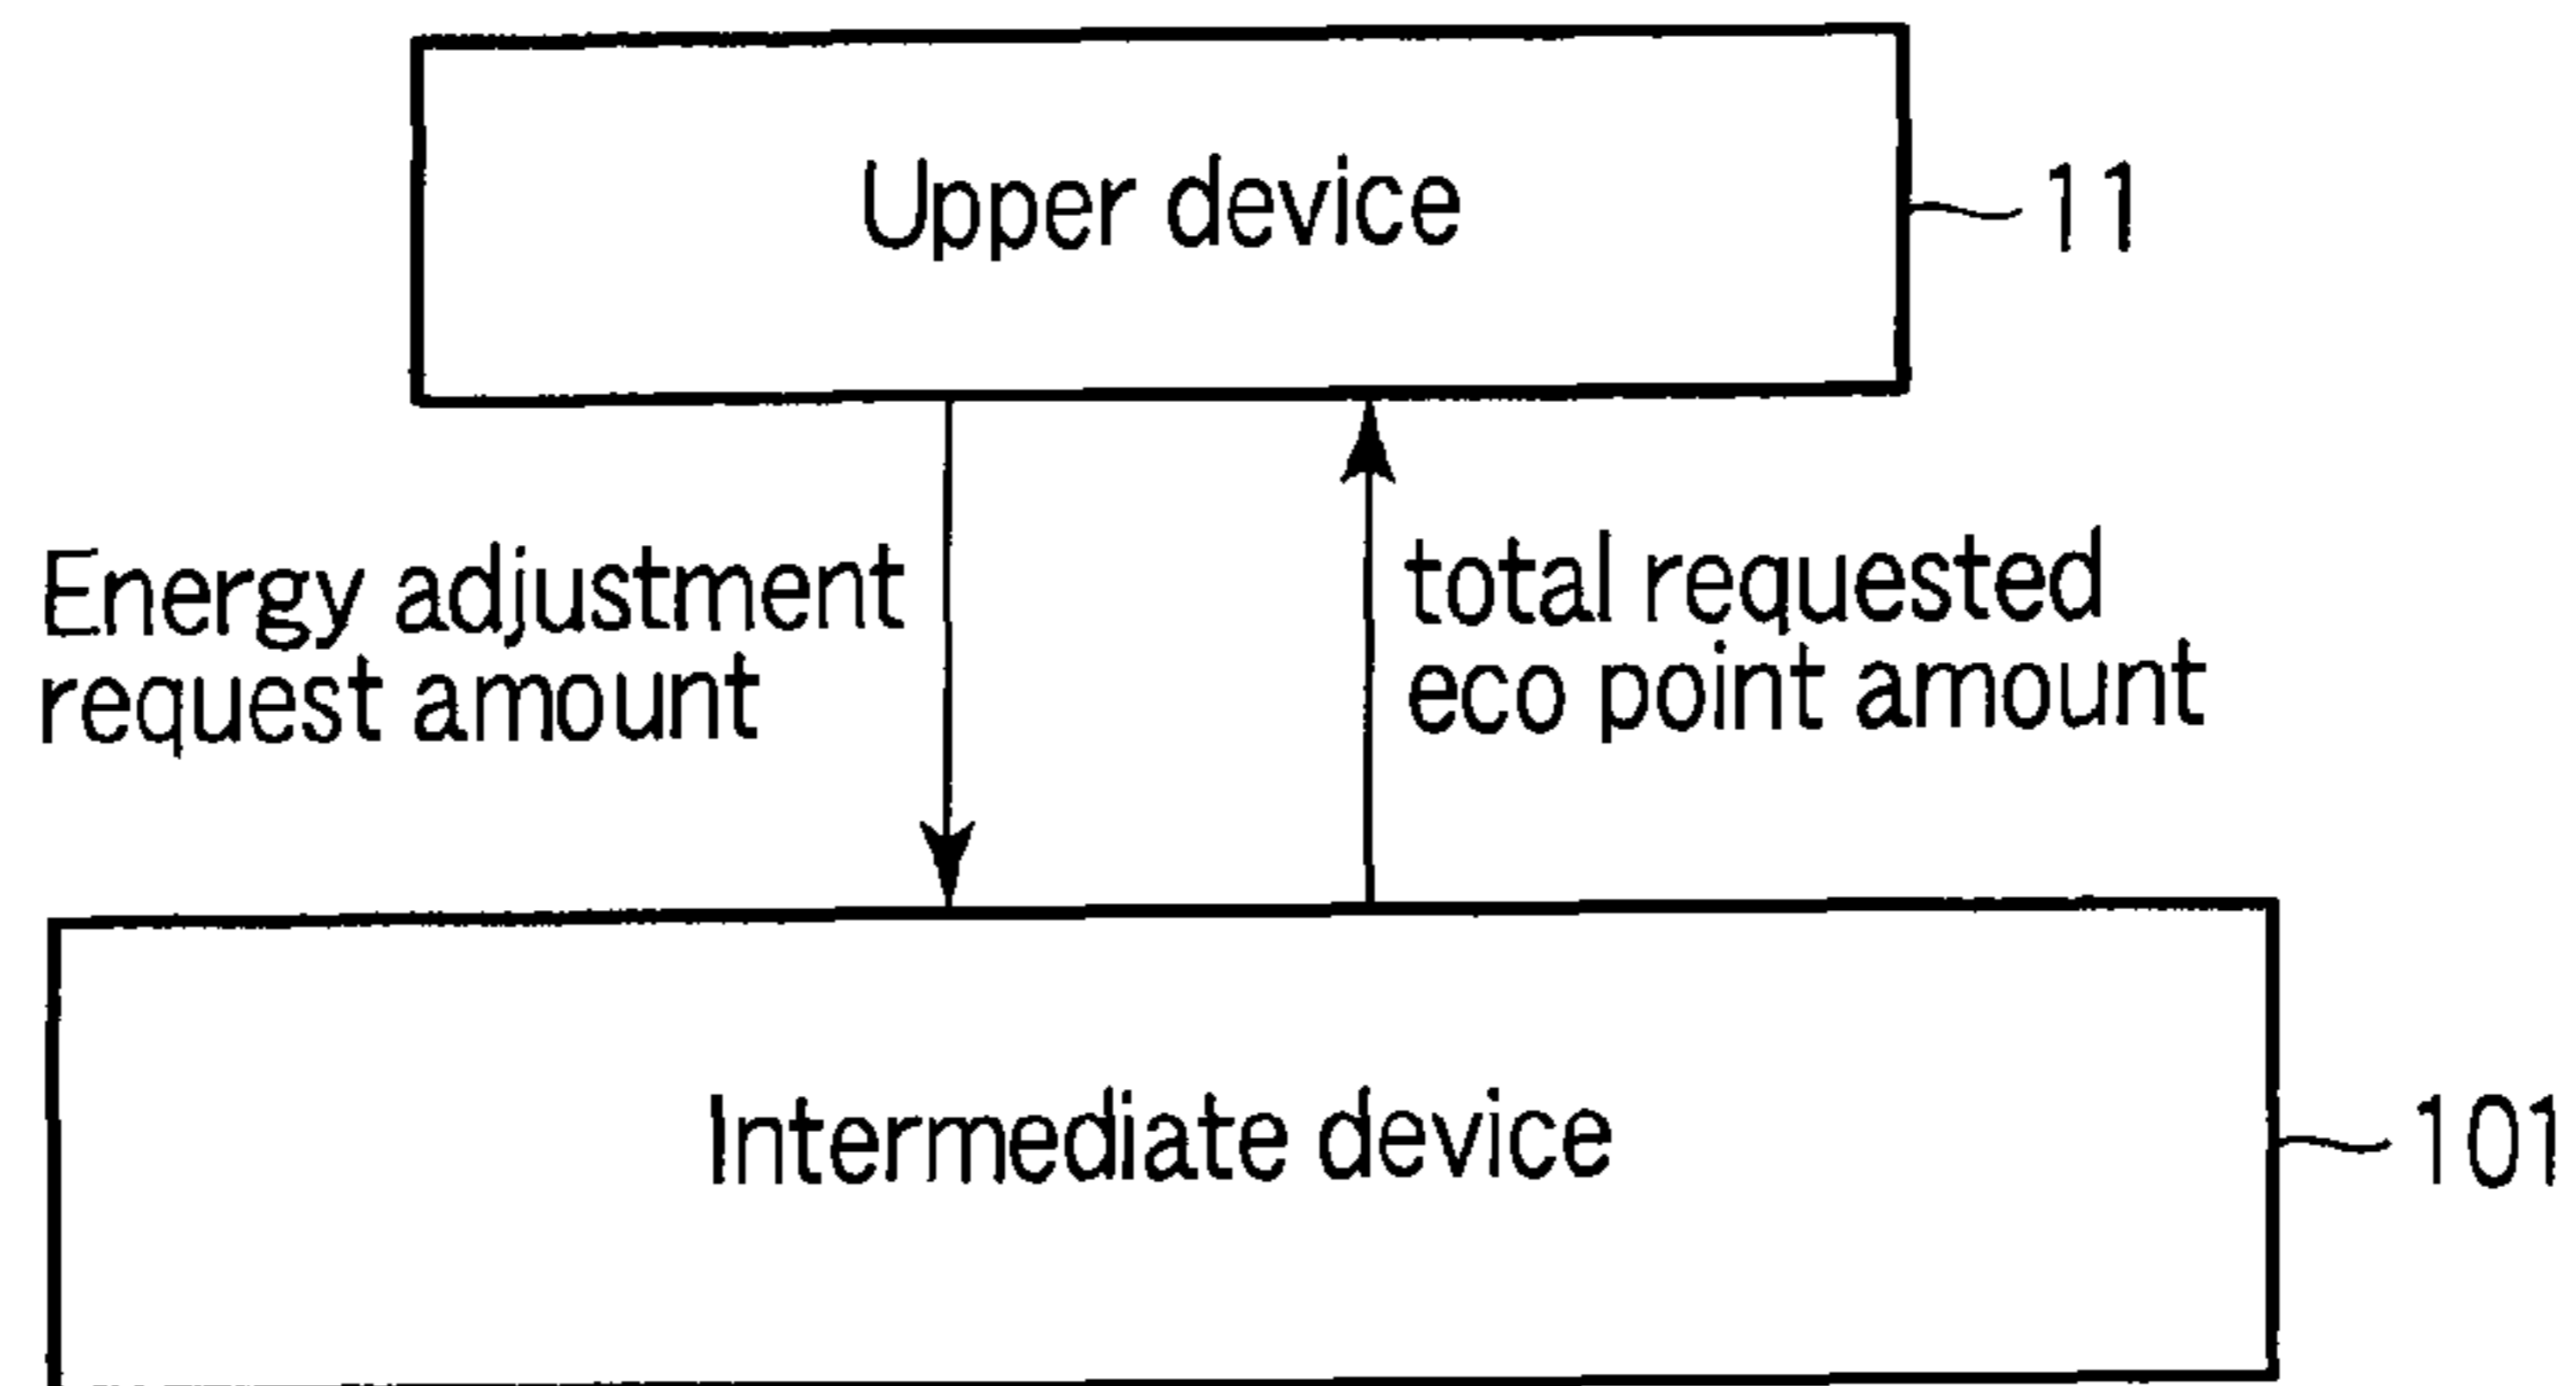 Upper device
11
Energy adjustment
request amount
total requested
eco point amount
Intermediate device
101